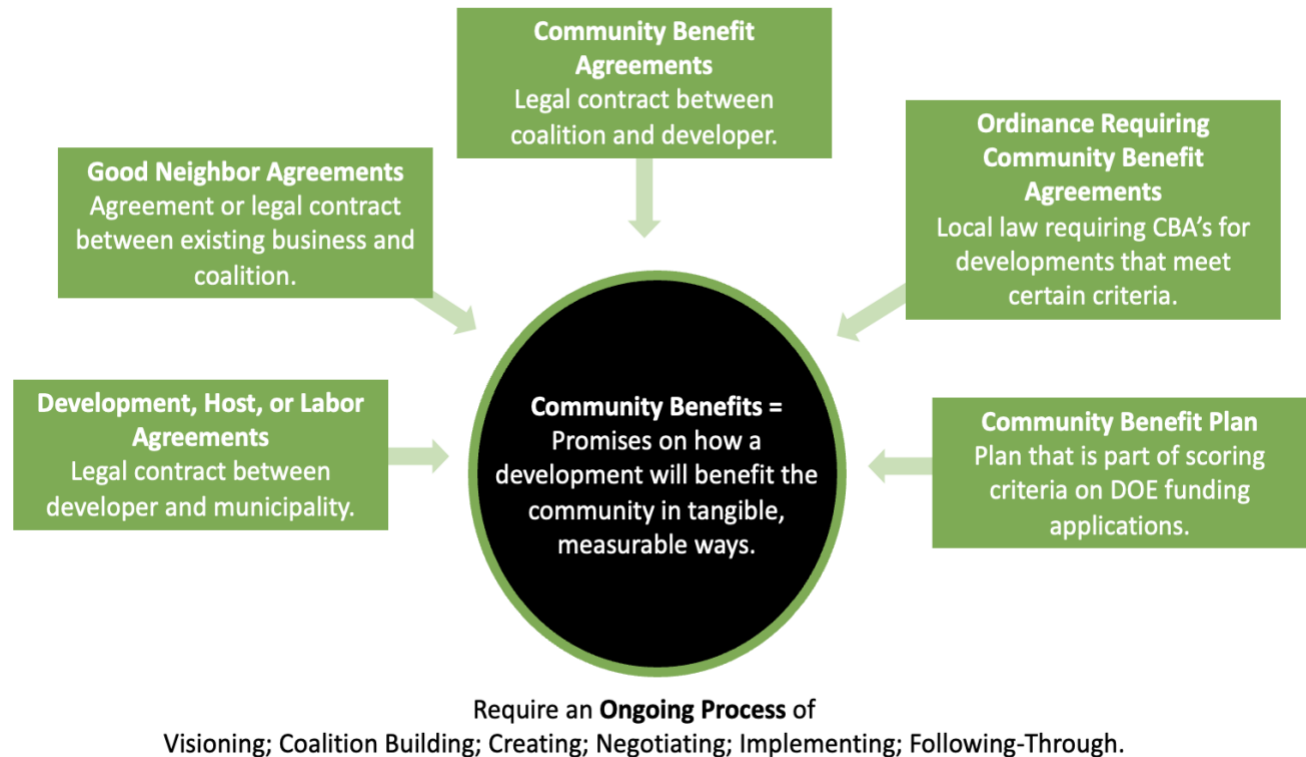 Community Benefit
Agreements
Legal contract between
coalition and developer.
Good Neighbor Agreements
Agreement or legal contract
between existing business and
coalition.
Ordinance Requiring
Community Benefit
Agreements
Local law requiring CBA’s for
developments that meet
certain criteria.
Development, Host, or Labor
Agreements
Legal contract between
developer and municipality.
Community Benefits =
Promises on how a
development will benefit the
community in tangible,
measurable ways.
Community Benefit Plan
Plan that is part of scoring
criteria on DOE funding
applications.
Require an Ongoing Process of
Visioning; Coalition Building; Creating; Negotiating; Implementing; Following-Through.